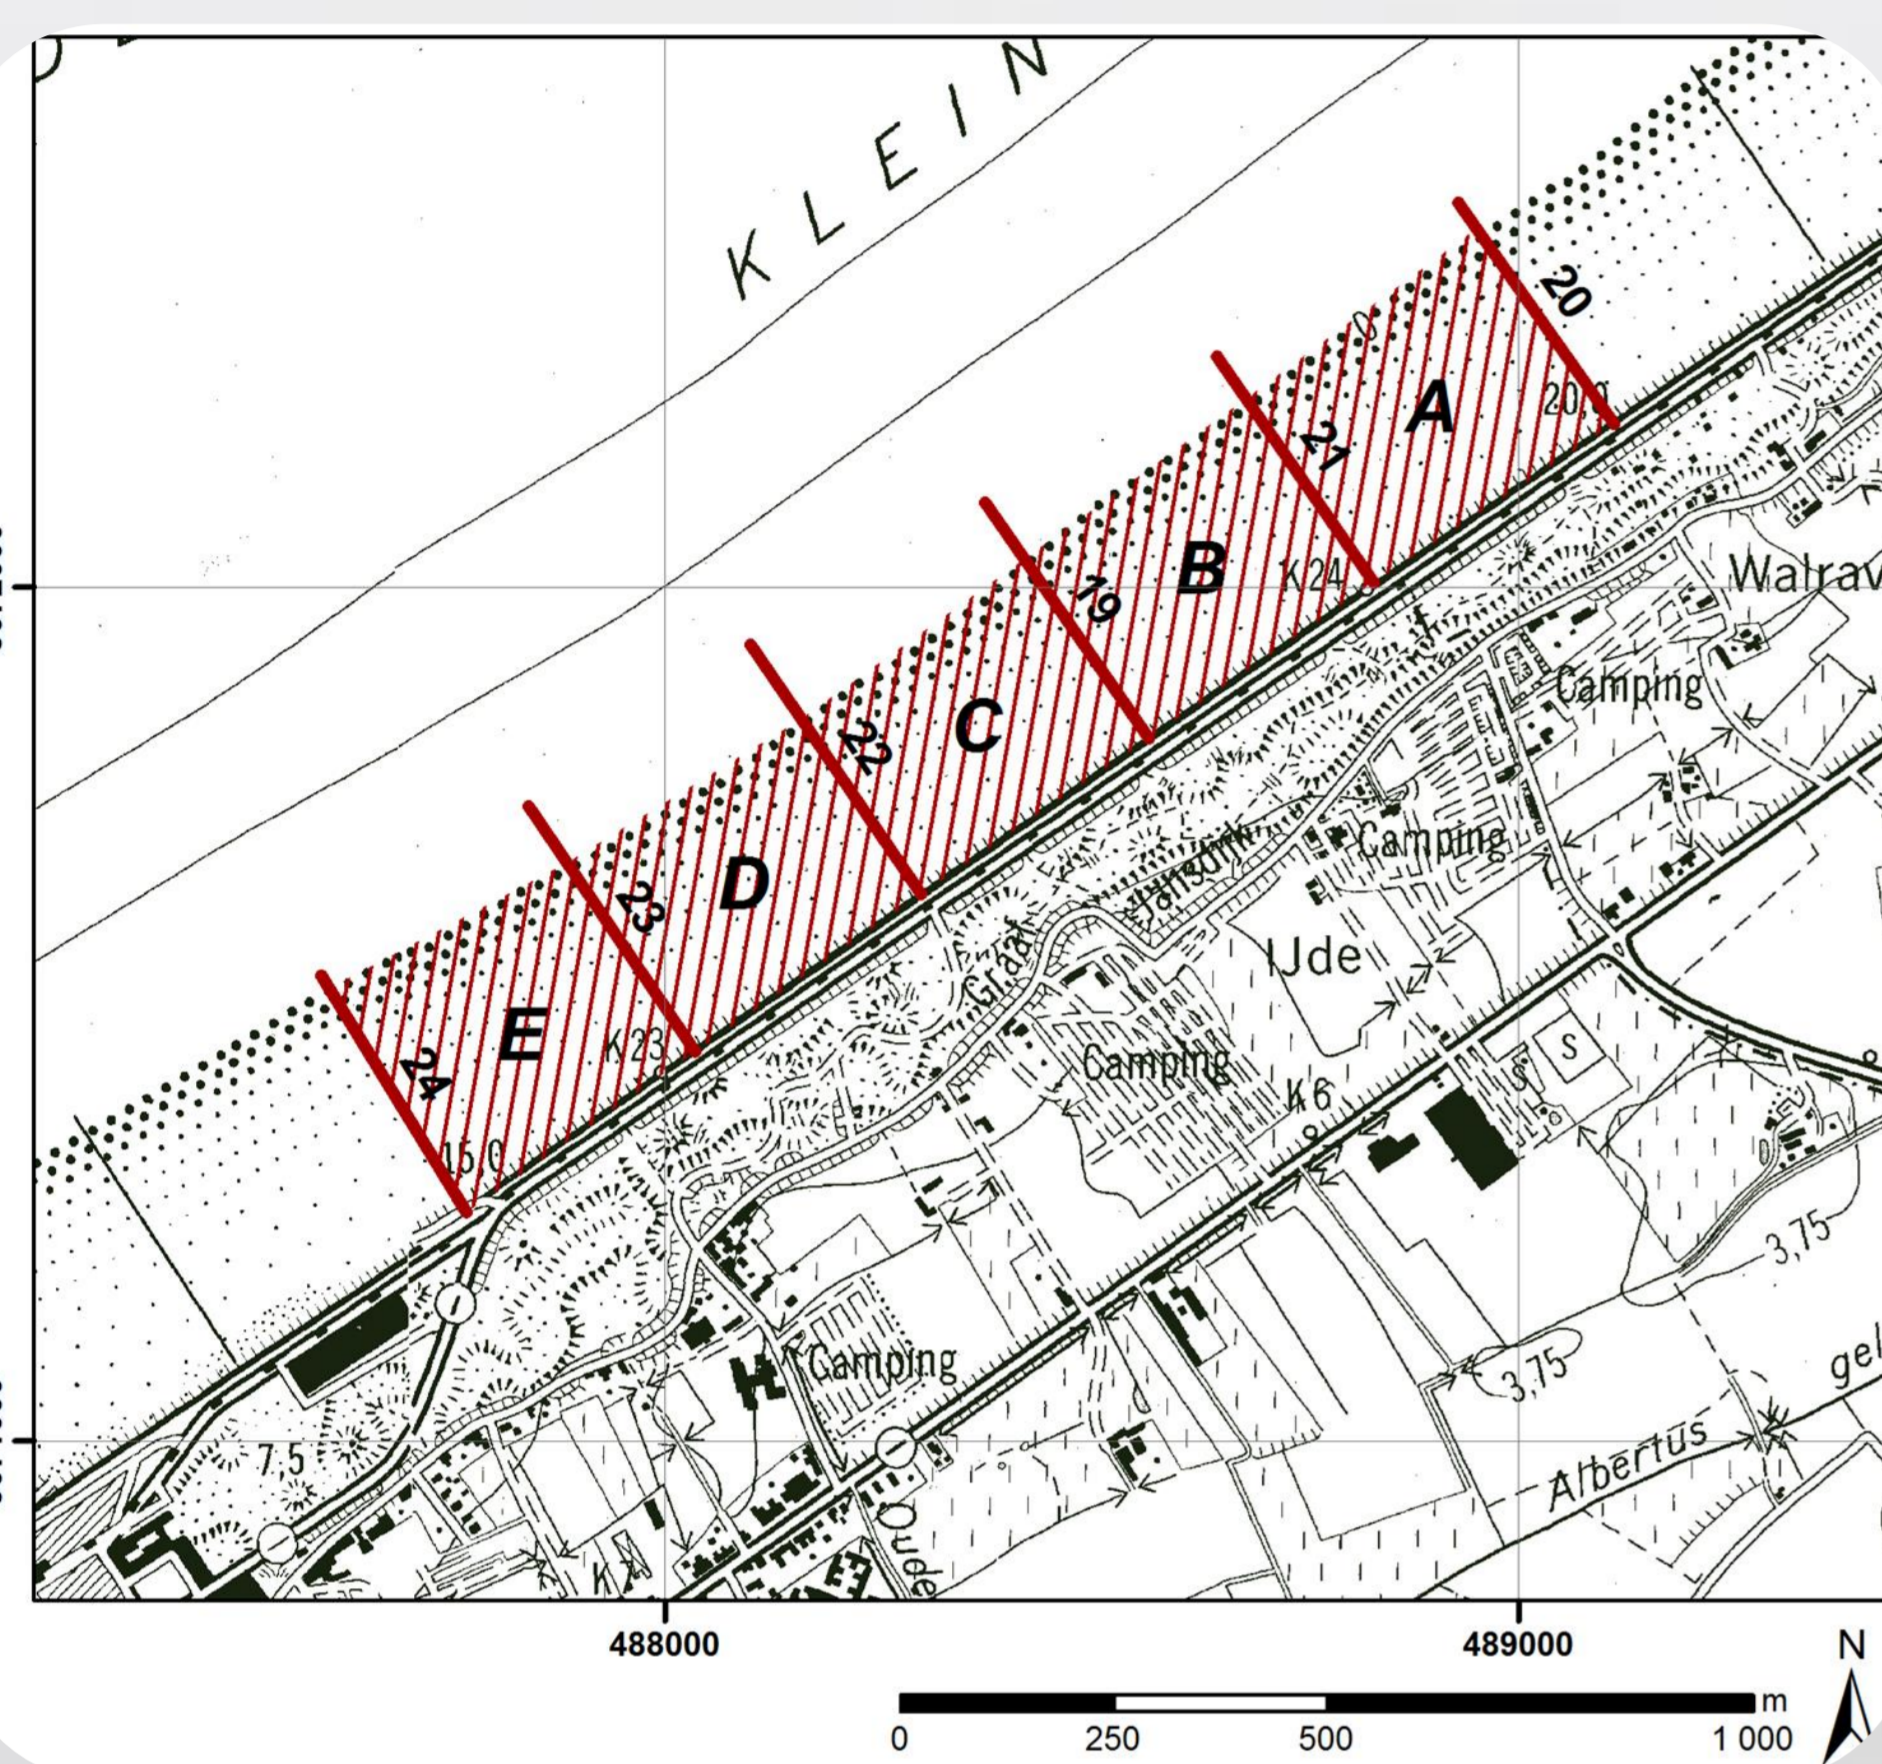 KLEIN
20
A
20,0
21
B
K24
19
C
22
D
23
E
K23
24
15,0
Walrav
Camping
Camping
Graaf Jansdijk
IJde
Camping
S
S
K6
3,75
3,75
Camping
7,5
gel
Albertus
Oude
488000
489000
N
m
0
250
500
1 000